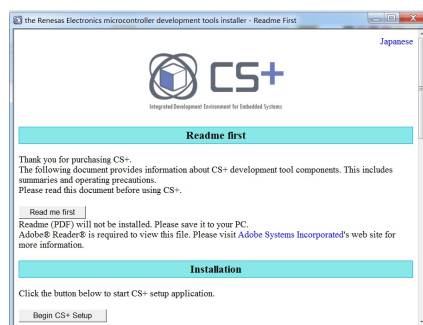 the Renesas Electronics microcontroller development tools installer - Readme First
Japanese
CS+
Integrated Development Environment for Embedded Systems
Readme first
Thank you for purchasing CS+.
The following document provides information about CS+ development tool components. This includes
summaries and operating precautions.
Please read this document before using CS+.
Read me first
Readme (PDF) will not be installed. Please save it to your PC.
Adobe® Reader® is required to view this file. Please visit Adobe Systems Incorporated's web site for
more information.
Installation
Click the button below to start CS+ setup application.
Begin CS+ Setup